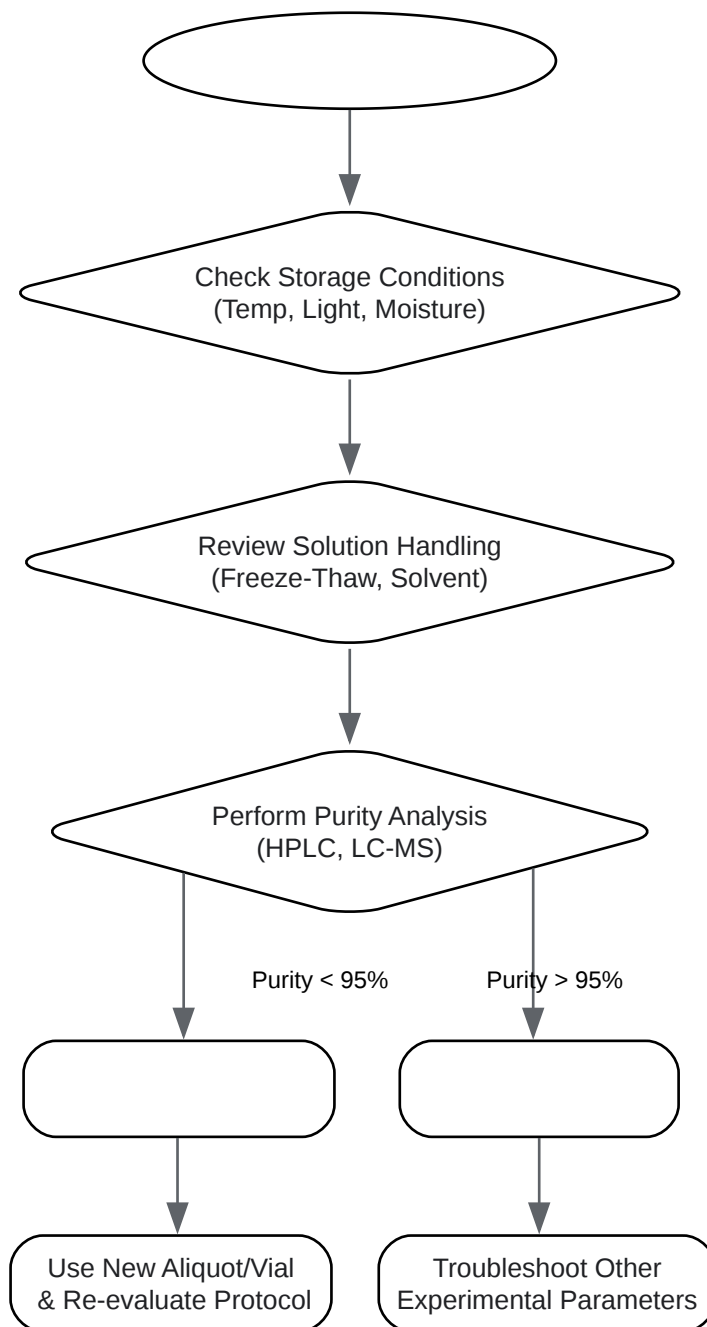 Check Storage Conditions
(Temp, Light, Moisture)
Review Solution Handling
(Freeze-Thaw, Solvent)
Perform Purity Analysis
(HPLC, LC-MS)
Purity < 95%
Purity > 95%
Use New Aliquot/Vial
& Re-evaluate Protocol
Troubleshoot Other
Experimental Parameters